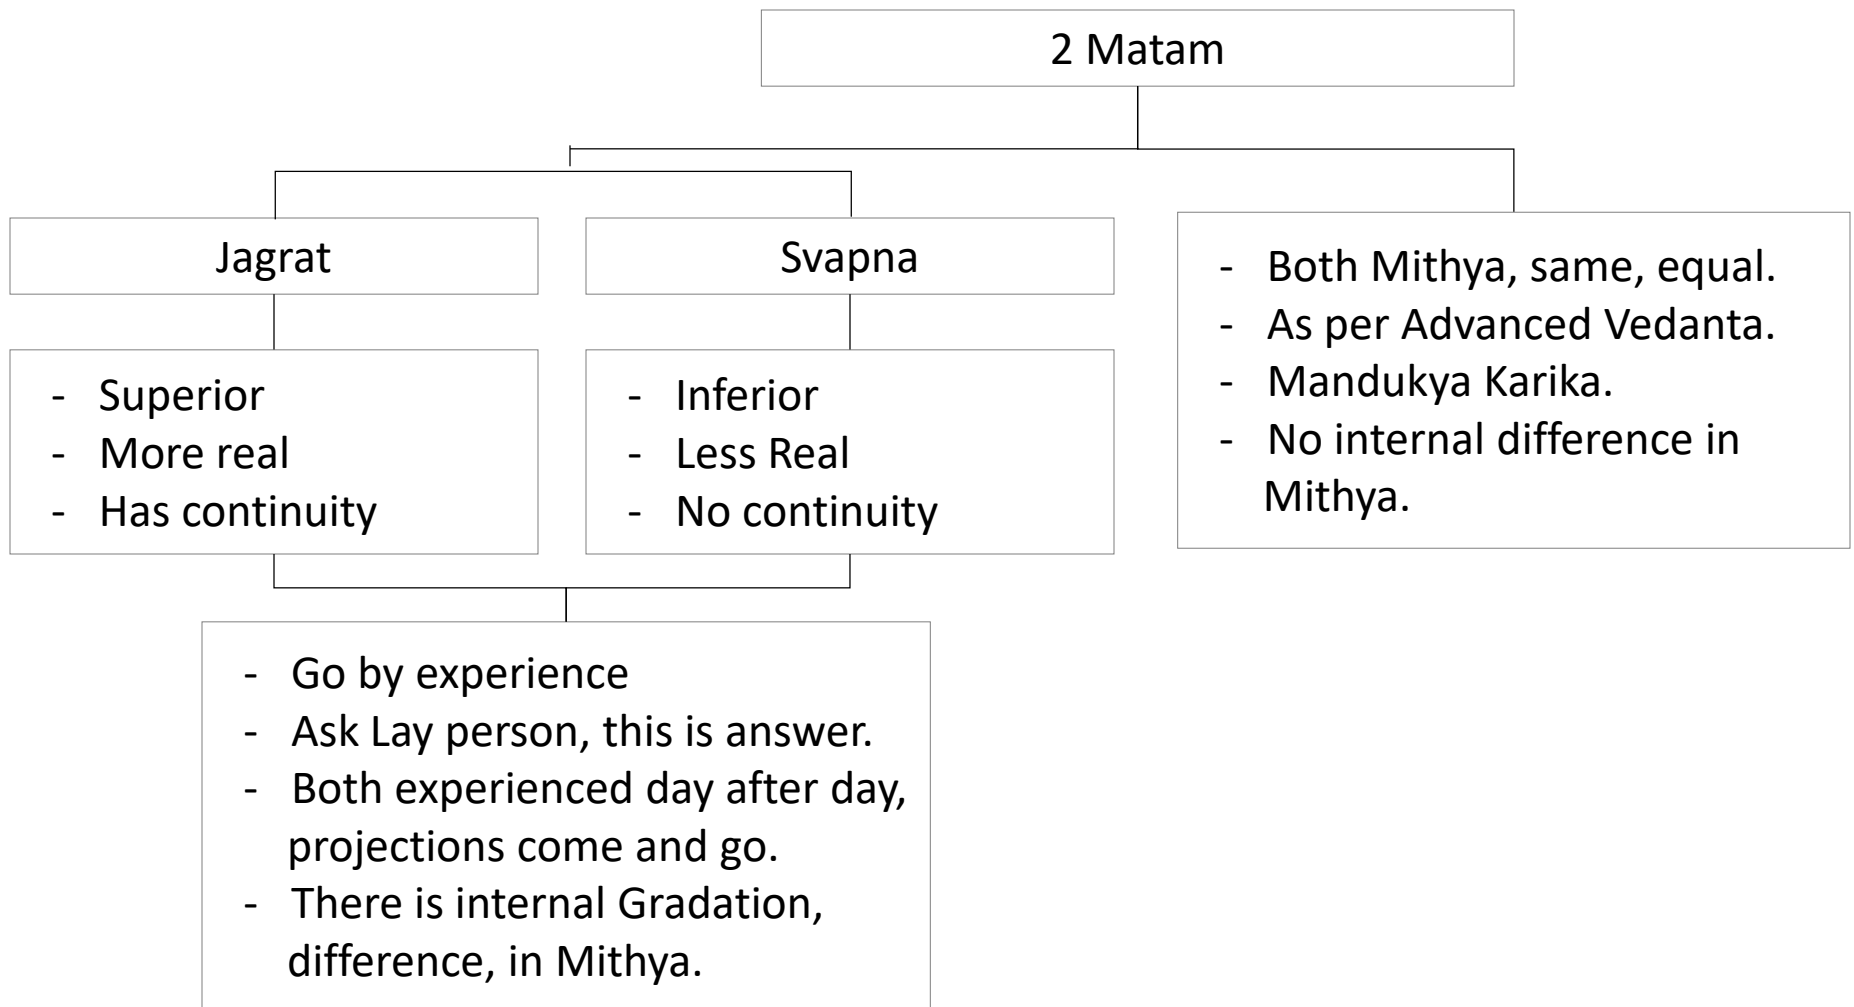 2 Matam
Jagrat
Svapna
- Superior
- More real
- Has continuity
- Inferior
- Less Real
- No continuity
- Both Mithya, same, equal.
- As per Advanced Vedanta.
- Mandukya Karika.
- No internal difference in
Mithya.
- Go by experience
- Ask Lay person, this is answer.
- Both experienced day after day,
projections come and go.
- There is internal Gradation,
difference, in Mithya.